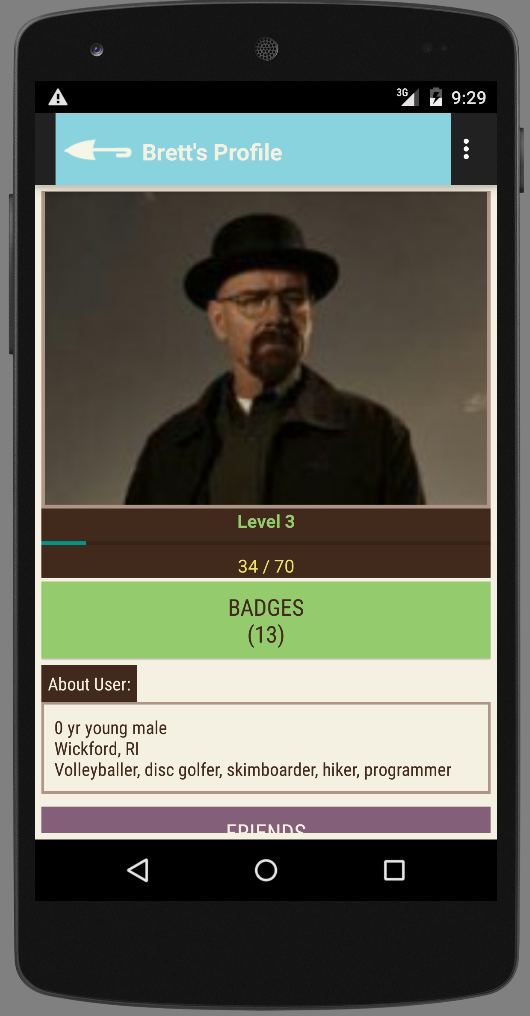 3G 9:29
Brett's Profile
Level 3
34 / 70
BADGES
(13)
About User:
0 yr young male
Wickford, RI
Volleyballer, disc golfer, skimboarder, hiker, programmer
FRIENDS